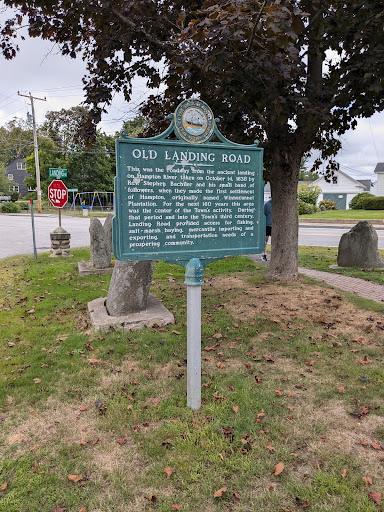 LANDING
STOP
OLD LANDING ROAD
This was the roadway from the ancient landing
on Hampton River taken on October 14, 1638 by
Rev. Stephen Bachiler and his small band of
followers, when they made the first settlement
of Hampton, originally named Winnacunnet
Plantation. For the next 160 years the area
was the center of the Town's activity. During
that period and into the Town's third century,
Landing Road provided access to fishing,
salt-marsh haying, mercantile importing and
exporting, and transportation needs of a
prospering community.